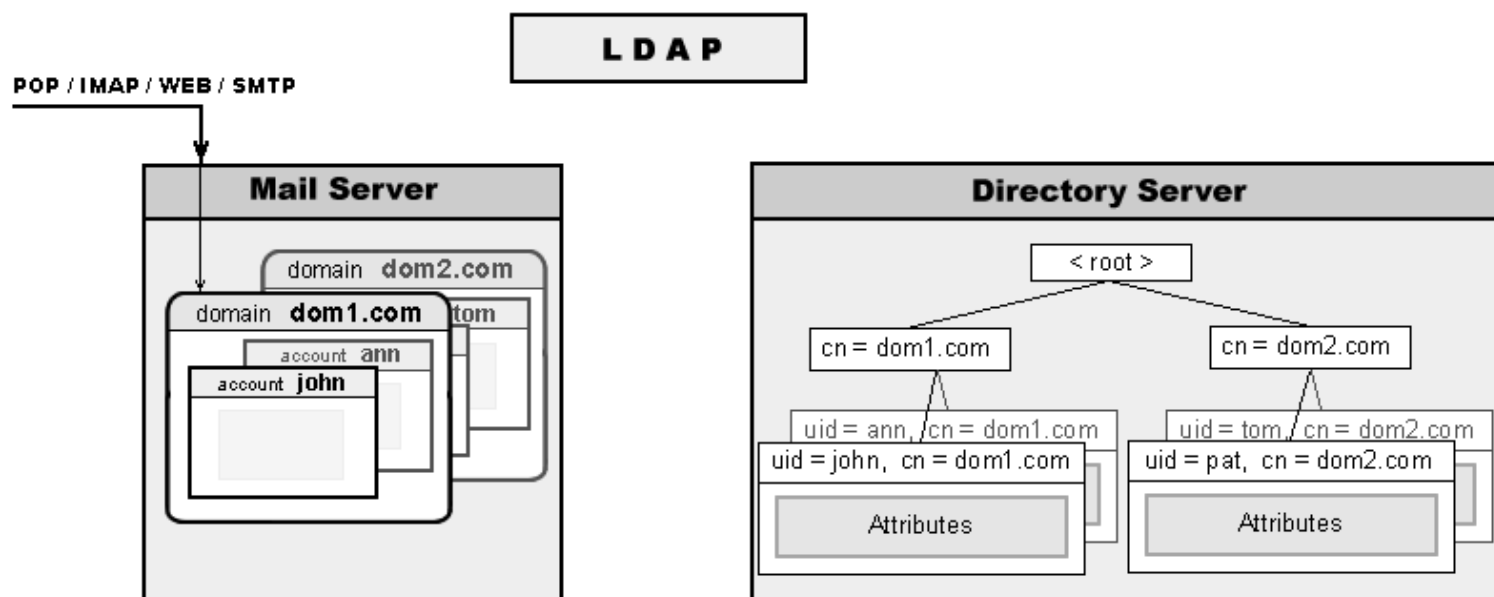 L D A P
POP / IMAP / WEB / SMTP
Mail Server
domain dom2.com
domain dom1.com
tom
account ann
account john
Directory Server
< root >
cn = dom1.com
cn = dom2.com
uid = ann, cn = dom1.com
uid = tom, cn = dom2.com
uid = john, cn = dom1.com
uid = pat, cn = dom2.com
Attributes
Attributes